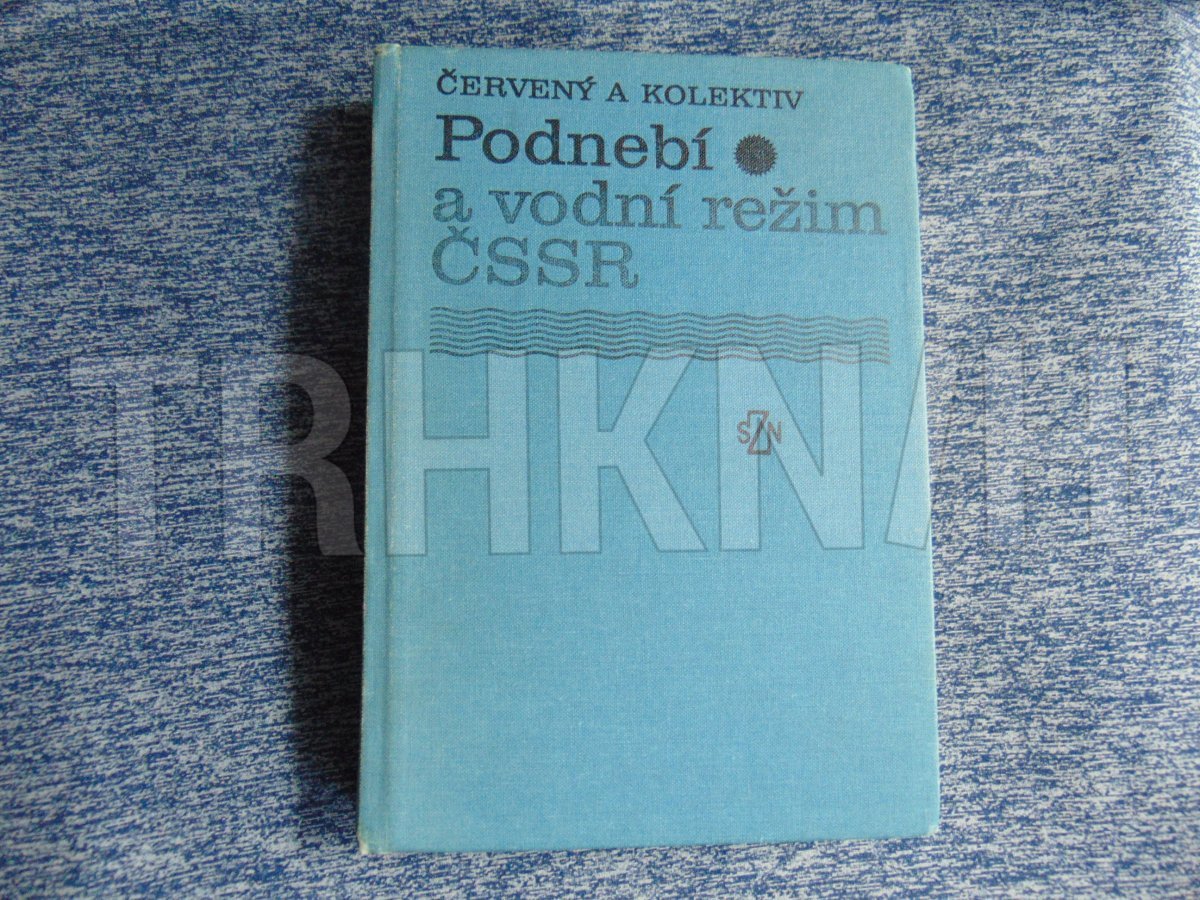 ČERVENÝ A KOLEKTIV
Podnebí
a vodní režim
ČSSR
SZN
TRHKNIH